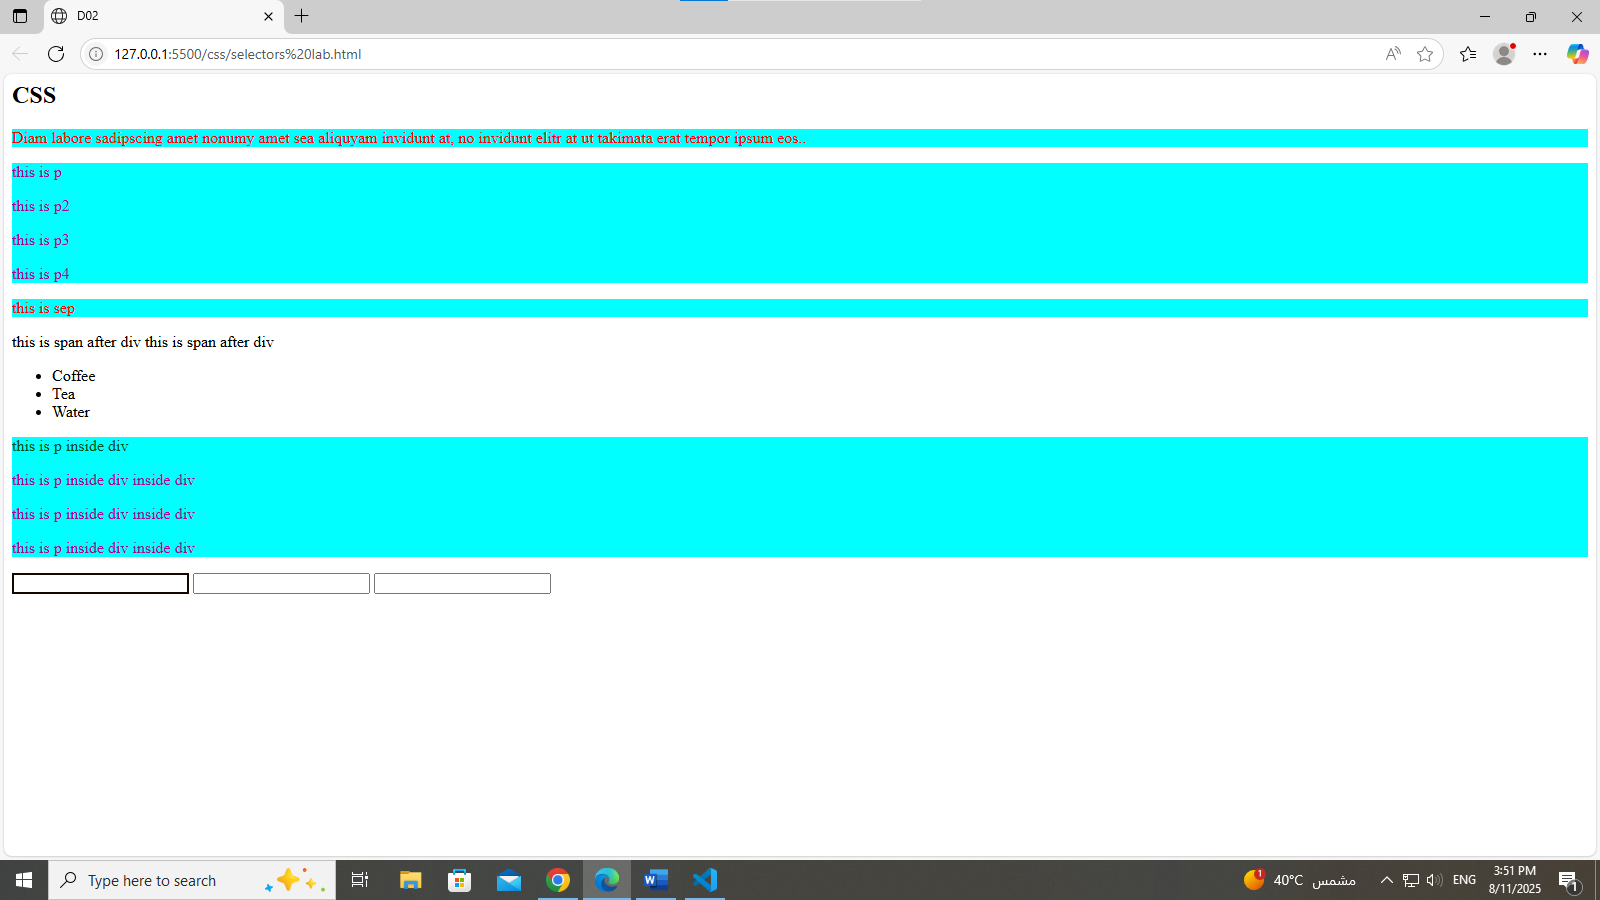 D02
127.0.0.1:5500/css/selectors%20lab.html
CSS
Diam labore sadipscing amet nonumy amet sea aliquyam invidunt at, no invidunt elitr at ut takimata erat tempor ipsum eos..
this is p
this is p2
this is p3
this is p4
this is sep
this is span after div this is span after div
Coffee
Tea
Water
this is p inside div
this is p inside div inside div
this is p inside div inside div
this is p inside div inside div
Type here to search
1
40°C مشمس
ENG
3:51 PM
8/11/2025
1